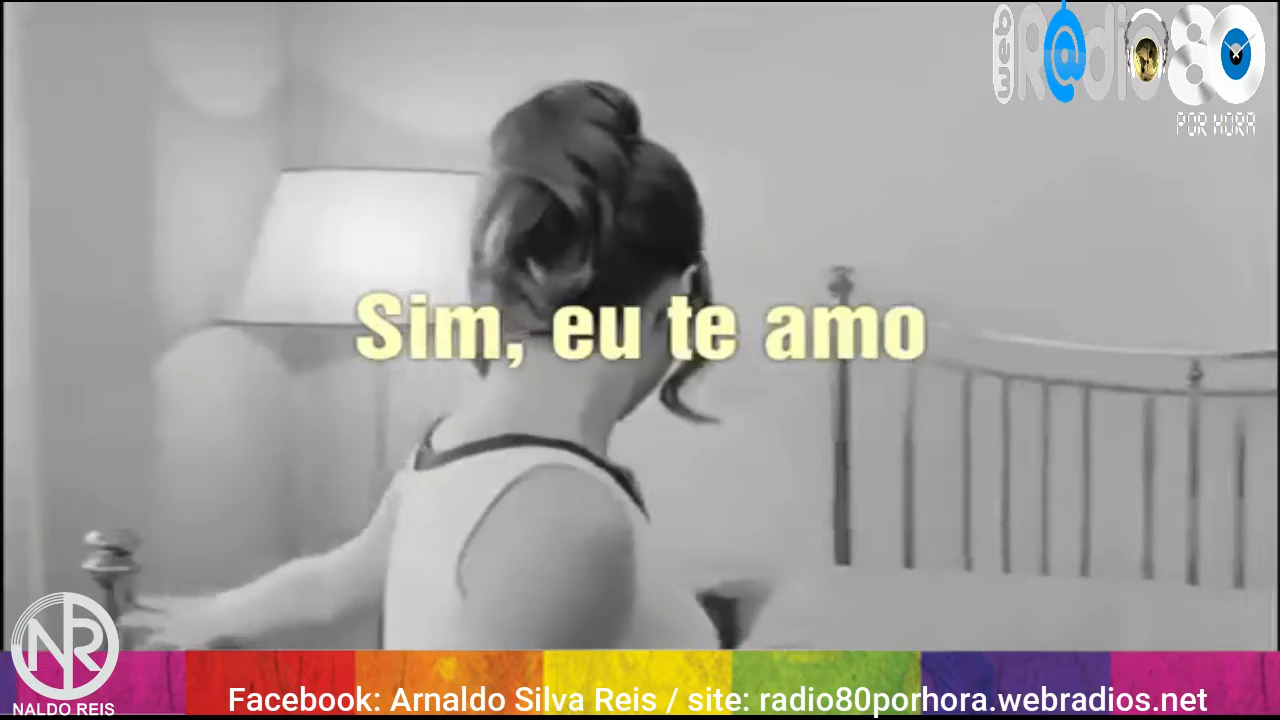 web R@dio 80
POR HORA
Sim, eu te amo
NR
NALDO REIS
Facebook: Arnaldo Silva Reis / site: radio80porhora.webradios.net